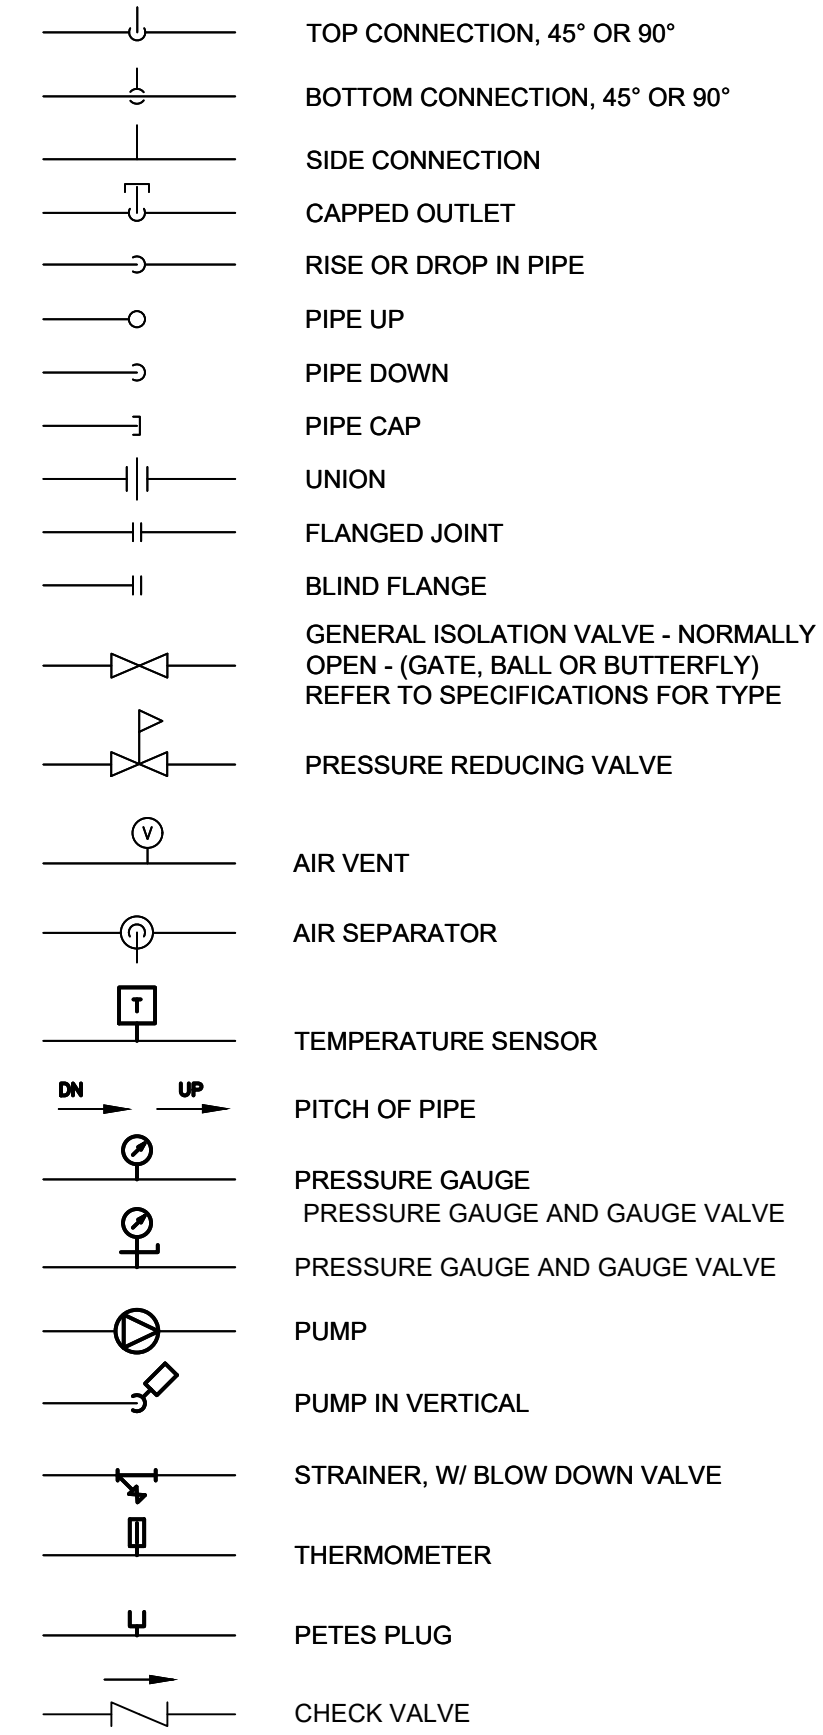 TOP CONNECTION, 45° OR 90°
BOTTOM CONNECTION, 45° OR 90°
SIDE CONNECTION
CAPPED OUTLET
RISE OR DROP IN PIPE
PIPE UP
PIPE DOWN
PIPE CAP
UNION
FLANGED JOINT
BLIND FLANGE
GENERAL ISOLATION VALVE - NORMALLY
OPEN - (GATE, BALL OR BUTTERFLY)
REFER TO SPECIFICATIONS FOR TYPE
PRESSURE REDUCING VALVE
V
AIR VENT
AIR SEPARATOR
T
TEMPERATURE SENSOR
DN UP
PITCH OF PIPE
PRESSURE GAUGE
PRESSURE GAUGE AND GAUGE VALVE
PRESSURE GAUGE AND GAUGE VALVE
PUMP
PUMP IN VERTICAL
STRAINER, W/ BLOW DOWN VALVE
THERMOMETER
PETES PLUG
CHECK VALVE